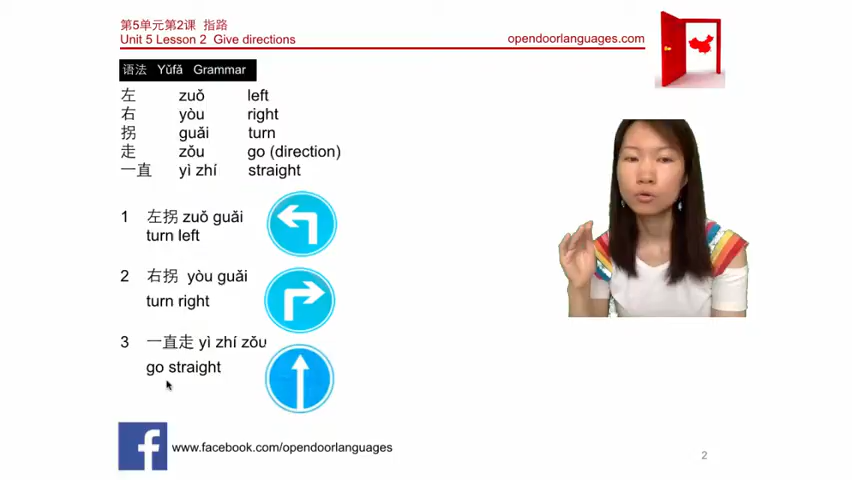 第5单元第2课 指路
Unit 5 Lesson 2 Give directions
opendoorlanguages.com
语法 Yǔfǎ Grammar
左 zuǒ left
右 yòu right
拐 guǎi turn
走 zǒu go (direction)
一直 yì zhí straight
1 左拐 zuǒ guǎi
turn left
2 右拐 yòu guǎi
turn right
3 一直走 yì zhí zǒu
go straight
www.facebook.com/opendoorlanguages
2